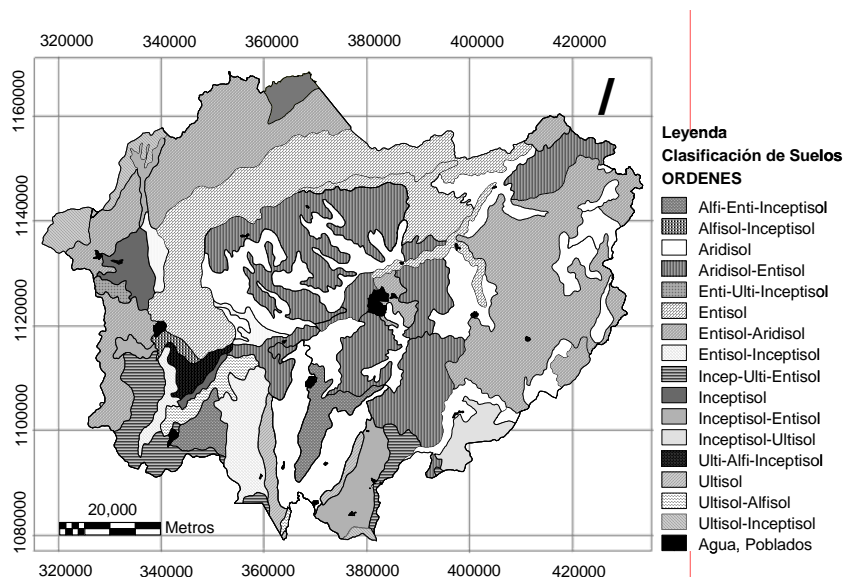 320000 340000 360000 380000 400000 420000
1160000
1140000
1120000
1100000
1080000
Leyenda
Clasificación de Suelos
ORDENES
Alfi-Enti-Inceptisol
Alfisol-Inceptisol
Aridisol
Aridisol-Entisol
Enti-Ulti-Inceptisol
Entisol
Entisol-Aridisol
Entisol-Inceptisol
Incep-Ulti-Entisol
Inceptisol
Inceptisol-Entisol
Inceptisol-Ultisol
Ulti-Alfi-Inceptisol
Ultisol
Ultisol-Alfisol
Ultisol-Inceptisol
Agua, Poblados
20,000
Metros
320000 340000 360000 380000 400000 420000